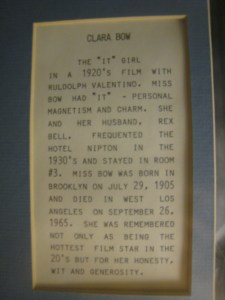 CLARA BOW
THE "IT" GIRL
IN A 1920'S FILM WITH
RULDOLPH VALENTINO. MISS
BOW HAD "IT" - PERSONAL
MAGNETISM AND CHARM. SHE
AND HER HUSBAND, REX
BELL, FREQUENTED THE
HOTEL NIPTON IN THE
1930'S AND STAYED IN ROOM
#3. MISS BOW WAS BORN IN
BROOKLYN ON JULY 29, 1905
AND DIED IN WEST LOS
ANGELES ON SEPTEMBER 26,
1965. SHE WAS REMEMBERED
NOT ONLY AS BEING THE
HOTTEST FILM STAR IN THE
20'S BUT FOR HER HONESTY,
WIT AND GENEROSITY.